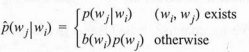 p̂(w_j|w_i) = { p(w_j|w_i) (w_i, w_j) exists
b(w_i)p(w_j) otherwise